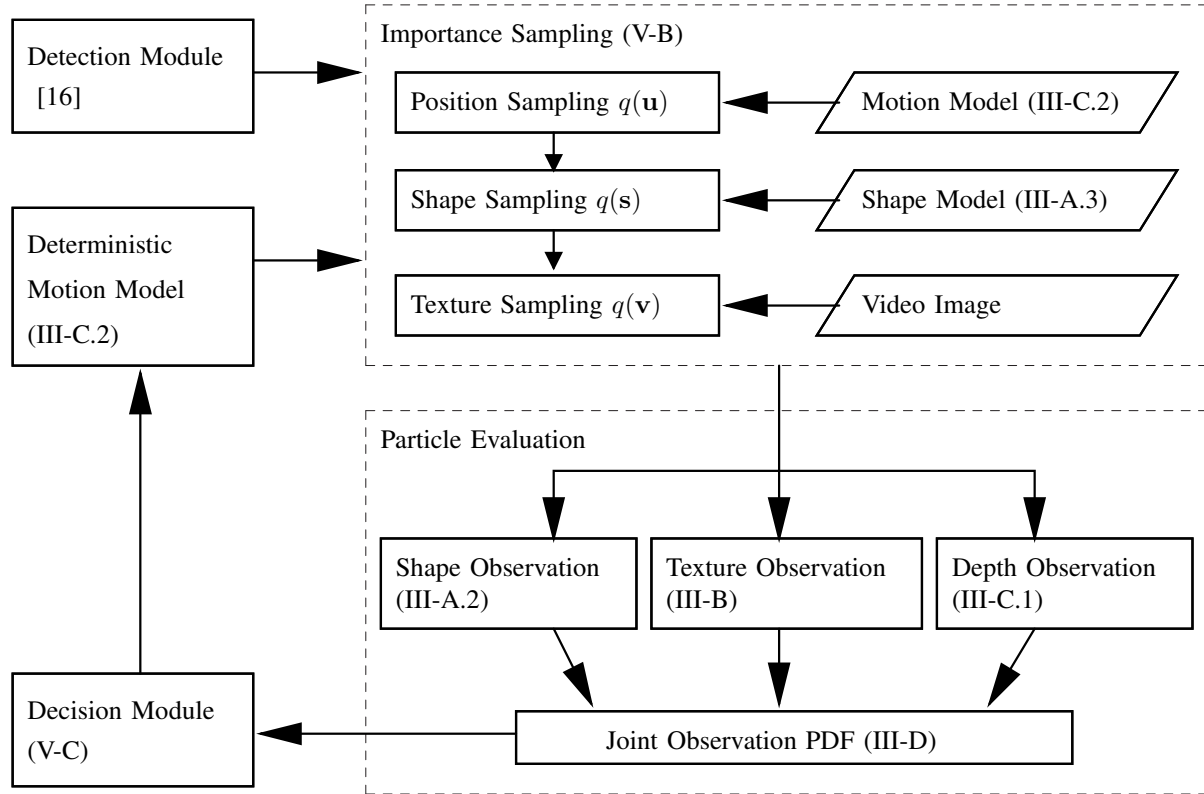 Detection Module
[16]
Importance Sampling (V-B)
Position Sampling q(u)
Motion Model (III-C.2)
Shape Sampling q(s)
Shape Model (III-A.3)
Texture Sampling q(v)
Video Image
Deterministic
Motion Model
(III-C.2)
Particle Evaluation
Shape Observation
(III-A.2)
Texture Observation
(III-B)
Depth Observation
(III-C.1)
Joint Observation PDF (III-D)
Decision Module
(V-C)